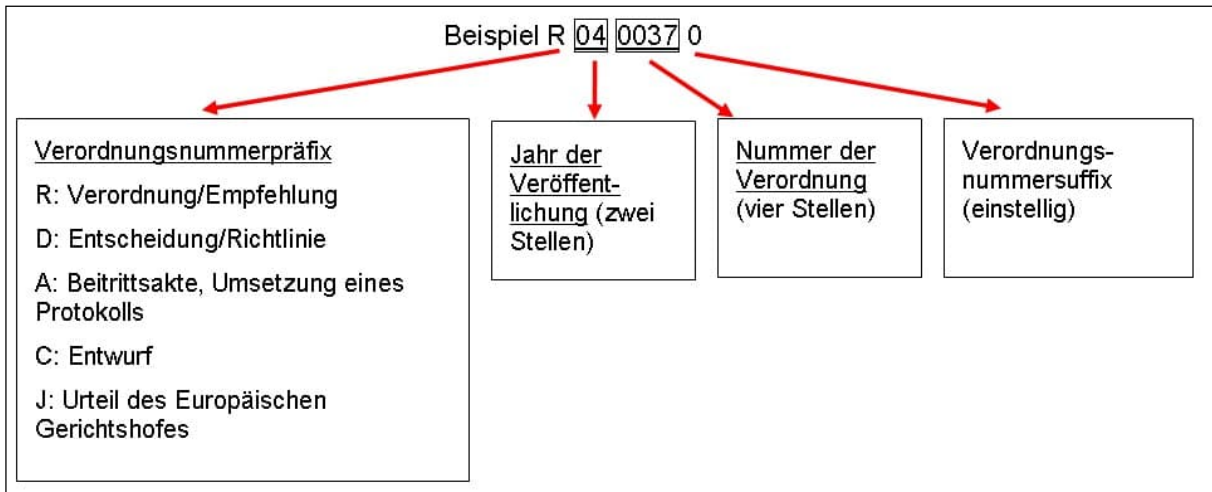 Beispiel R 04 0037 0
Verordnungsnummerpräfix
R: Verordnung/Empfehlung
D: Entscheidung/Richtlinie
A: Beitrittsakte, Umsetzung eines
Protokolls
C: Entwurf
J: Urteil des Europäischen
Gerichtshofes
Jahr der
Veröffent-
lichung (zwei
Stellen)
Nummer der
Verordnung
(vier Stellen)
Verordnungs-
nummersuffix
(einstellig)